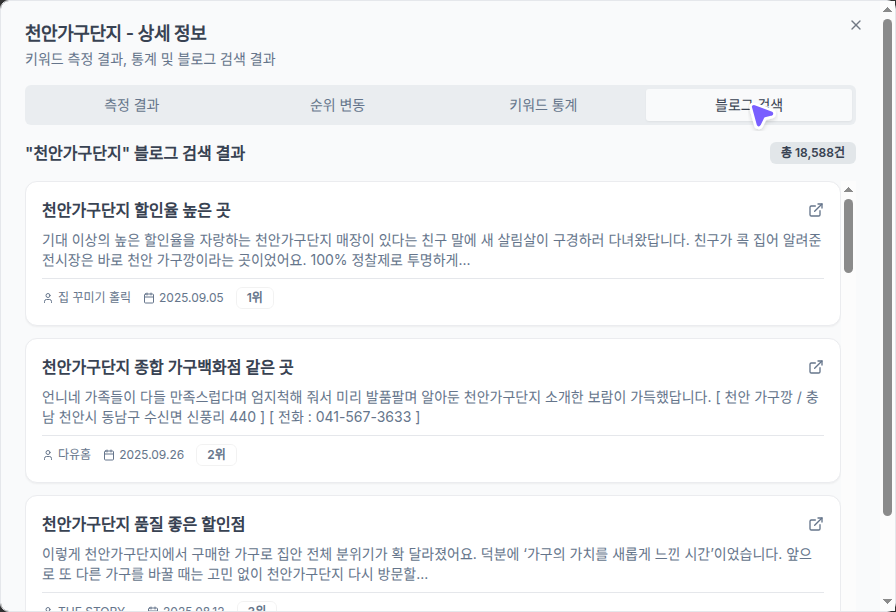 천안가구단지 - 상세 정보
키워드 측정 결과, 통계 및 블로그 검색 결과
측정 결과
순위 변동
키워드 통계
블로그 검색
"천안가구단지" 블로그 검색 결과
총 18,588건
천안가구단지 할인율 높은 곳
기대 이상의 높은 할인율을 자랑하는 천안가구단지 매장이 있다는 친구 말에 새 살림살이 구경하러 다녀왔답니다. 친구가 콕 집어 알려준
전시장은 바로 천안 가구깡이라는 곳이었어요. 100% 정찰제로 투명하게...
집 꾸미기 홀릭 2025.09.05 1위
천안가구단지 종합 가구백화점 같은 곳
언니네 가족들이 다들 만족스럽다며 엄지척해 줘서 미리 발품팔며 알아둔 천안가구단지 소개한 보람이 가득했답니다. [ 천안 가구깡 / 충
남 천안시 동남구 수신면 신풍리 440 ] [ 전화 : 041-567-3633 ]
다유홈 2025.09.26 2위
천안가구단지 품질 좋은 할인점
이렇게 천안가구단지에서 구매한 가구로 집안 전체 분위기가 확 달라졌어요. 덕분에 ‘가구의 가치를 새롭게 느낀 시간’이었습니다. 앞으
로 또 다른 가구를 바꿀 때는 고민 없이 천안가구단지 다시 방문할...
THE STORY 2025.08.12 3위